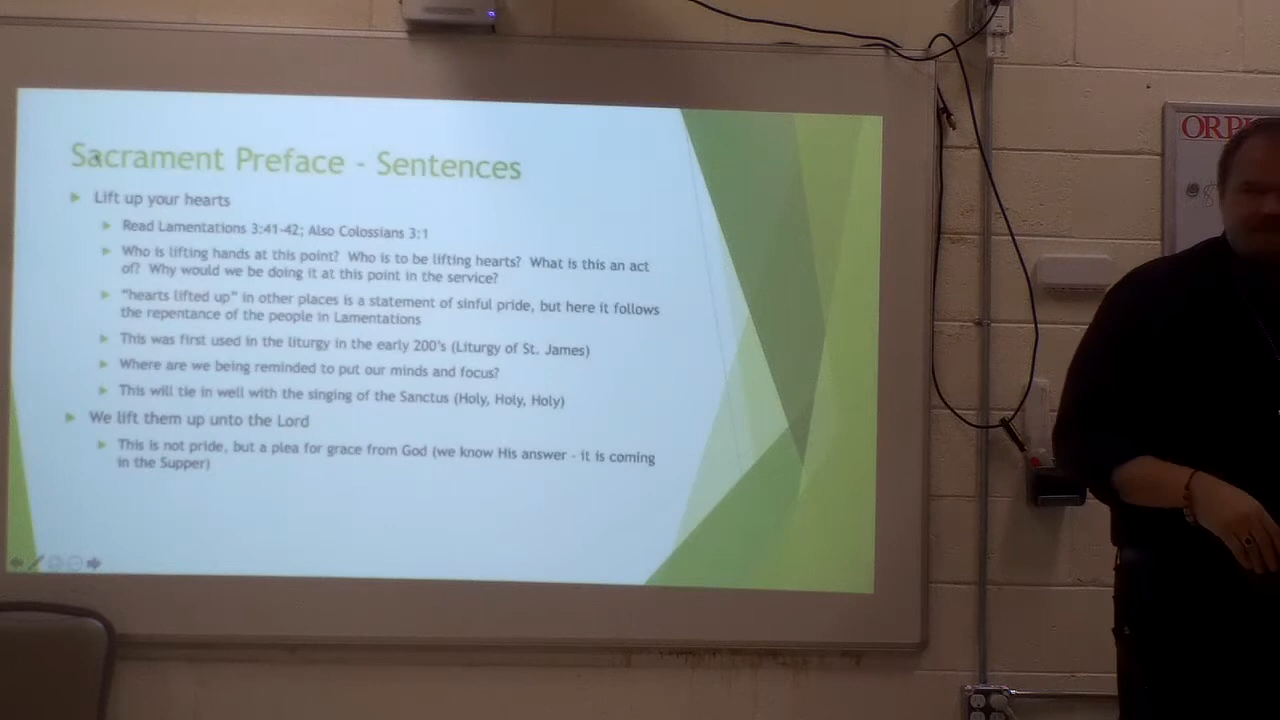 Sacrament Preface - Sentences
Lift up your hearts
Read Lamentations 3:41-42; Also Colossians 3:1
Who is lifting hands at this point? Who is to be lifting hearts? What is this an act
of? Why would we be doing it at this point in the service?
"hearts lifted up" in other places is a statement of sinful pride, but here it follows
the repentance of the people in Lamentations
This was first used in the liturgy in the early 200's (Liturgy of St. James)
Where are we being reminded to put our minds and focus?
This will tie in well with the singing of the Sanctus (Holy, Holy, Holy)
We lift them up unto the Lord
This is not pride, but a plea for grace from God (we know His answer - it is coming
in the Supper)